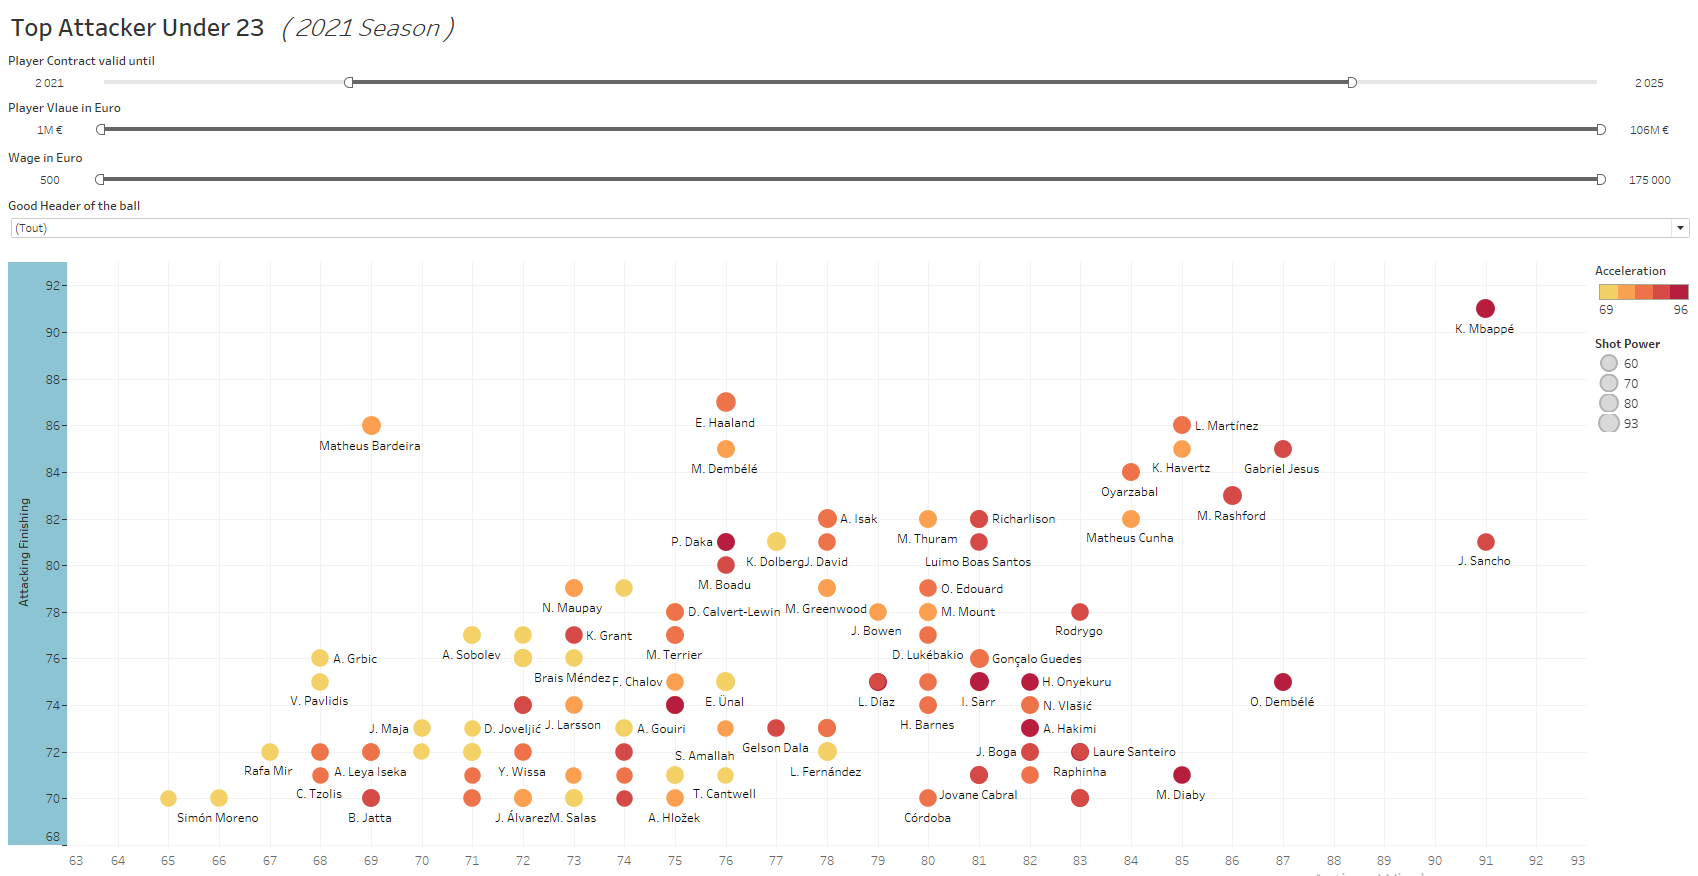 Top Attacker Under 23 ( 2021 Season )
Player Contract valid until
2 021 2 025
Player Vlaue in Euro
1M € 106M €
Wage in Euro
500 175 000
Good Header of the ball
(Tout)
Acceleration
69 96
Shot Power
60
70
80
93
Attacking Finishing
92
90
88
86
84
82
80
78
76
74
72
70
68
K. Mbappé
E. Haaland
Matheus Bardeira
L. Martínez
M. Dembélé
K. Havertz
Gabriel Jesus
Oyarzabal
M. Rashford
A. Isak
Richarlison
M. Thuram
Matheus Cunha
P. Daka
K. Dolberg
J. David
Luimo Boas Santos
J. Sancho
M. Boadu
O. Edouard
N. Maupay
D. Calvert-Lewin
M. Greenwood
M. Mount
J. Bowen
Rodrygo
K. Grant
A. Sobolev
M. Terrier
D. Lukébakio
A. Grbic
Gonçalo Guedes
Brais Méndez
F. Chalov
H. Onyekuru
V. Pavlidis
E. Ünal
L. Díaz
I. Sarr
O. Dembélé
N. Vlašić
J. Larsson
H. Barnes
J. Maja
D. Joveljić
A. Gouiri
A. Hakimi
Gelson Dala
S. Amallah
J. Boga
Laure Santeiro
Rafa Mir
A. Leya Iseka
Y. Wissa
L. Fernández
Raphinha
C. Tzolis
T. Cantwell
Jovane Cabral
M. Diaby
Simón Moreno
B. Jatta
J. Álvarez
M. Salas
A. Hložek
Córdoba
63 64 65 66 67 68 69 70 71 72 73 74 75 76 77 78 79 80 81 82 83 84 85 86 87 88 89 90 91 92 93